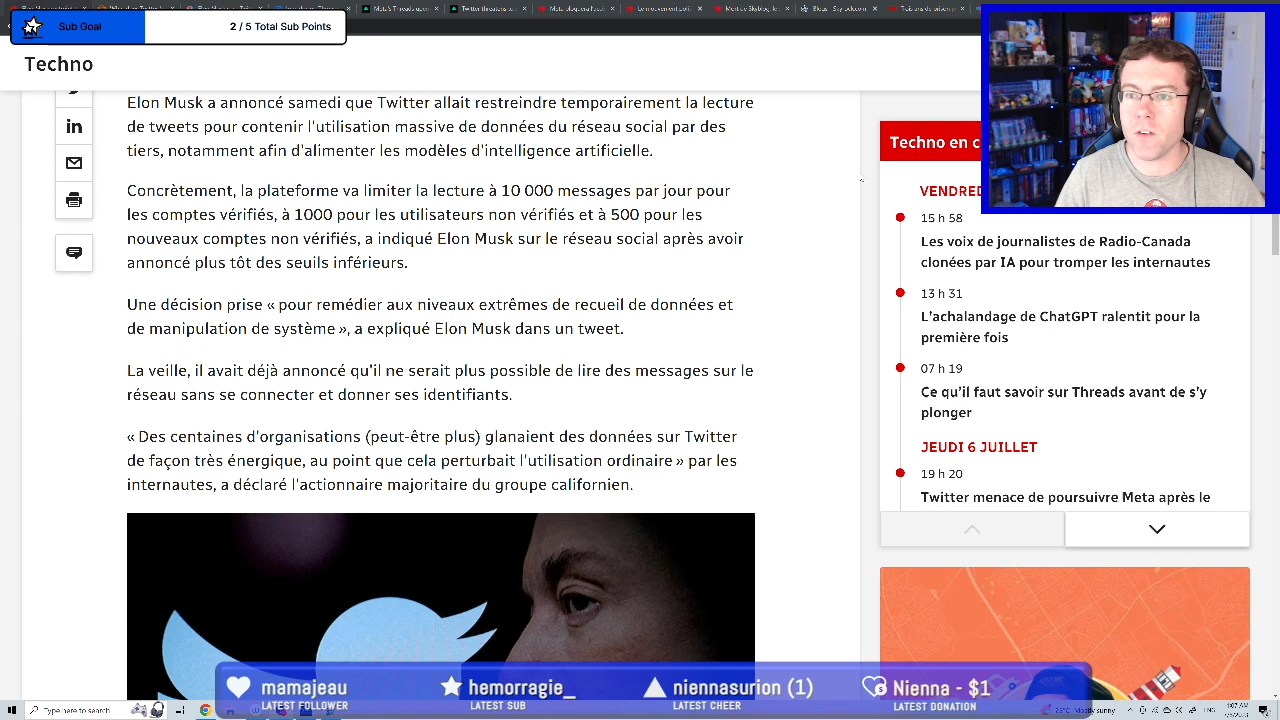 Sub Goal
2 / 5 Total Sub Points
Meta's Threads
Techno
Elon Musk a annoncé samedi que Twitter allait restreindre temporairement la lecture
de tweets pour contenir l'utilisation massive de données du réseau social par des
tiers, notamment afin d'alimenter les modèles d'intelligence artificielle.
Concrètement, la plateforme va limiter la lecture à 10 000 messages par jour pour
les comptes vérifiés, à 1000 pour les utilisateurs non vérifiés et à 500 pour les
nouveaux comptes non vérifiés, a indiqué Elon Musk sur le réseau social après avoir
annoncé plus tôt des seuils inférieurs.
Une décision prise « pour remédier aux niveaux extrêmes de recueil de données et
de manipulation de système », a expliqué Elon Musk dans un tweet.
La veille, il avait déjà annoncé qu'il ne serait plus possible de lire des messages sur le
réseau sans se connecter et donner ses identifiants.
« Des centaines d'organisations (peut-être plus) glanaient des données sur Twitter
de façon très énergique, au point que cela perturbait l'utilisation ordinaire » par les
internautes, a déclaré l'actionnaire majoritaire du groupe californien.
Techno en c
VENDRED
15 h 58
Les voix de journalistes de Radio-Canada
clonées par IA pour tromper les internautes
13 h 31
L'achalandage de ChatGPT ralentit pour la
première fois
07 h 19
Ce qu'il faut savoir sur Threads avant de s'y
plonger
JEUDI 6 JUILLET
19 h 20
Twitter menace de poursuivre Meta après le
mamajeau
LATEST FOLLOWER
hemorragie_
LATEST SUB
niennasurion (1)
LATEST CHEER
Nienna - $1
LATEST DONATION
Type here to search
Mostly sunny
ENG